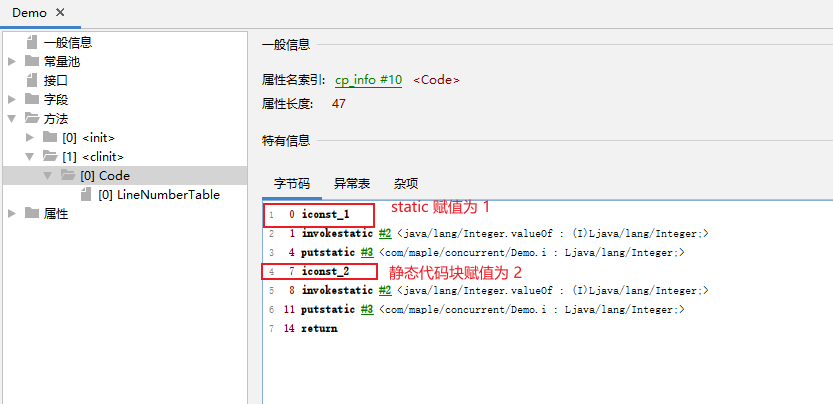 Demo ×
一般信息
常量池
接口
字段
方法
[0] <init>
[1] <clinit>
[0] Code
[0] LineNumberTable
属性
一般信息
属性名索引: cp_info #10 <Code>
属性长度: 47
特有信息
字节码 异常表 杂项
1 0 iconst_1
static 赋值为 1
2 1 invokestatic #2 <java/lang/Integer.valueOf : (I)Ljava/lang/Integer;>
3 4 putstatic #3 <com/maple/concurrent/Demo.i : Ljava/lang/Integer;>
4 7 iconst_2
静态代码块赋值为 2
5 8 invokestatic #2 <java/lang/Integer.valueOf : (I)Ljava/lang/Integer;>
6 11 putstatic #3 <com/maple/concurrent/Demo.i : Ljava/lang/Integer;>
7 14 return